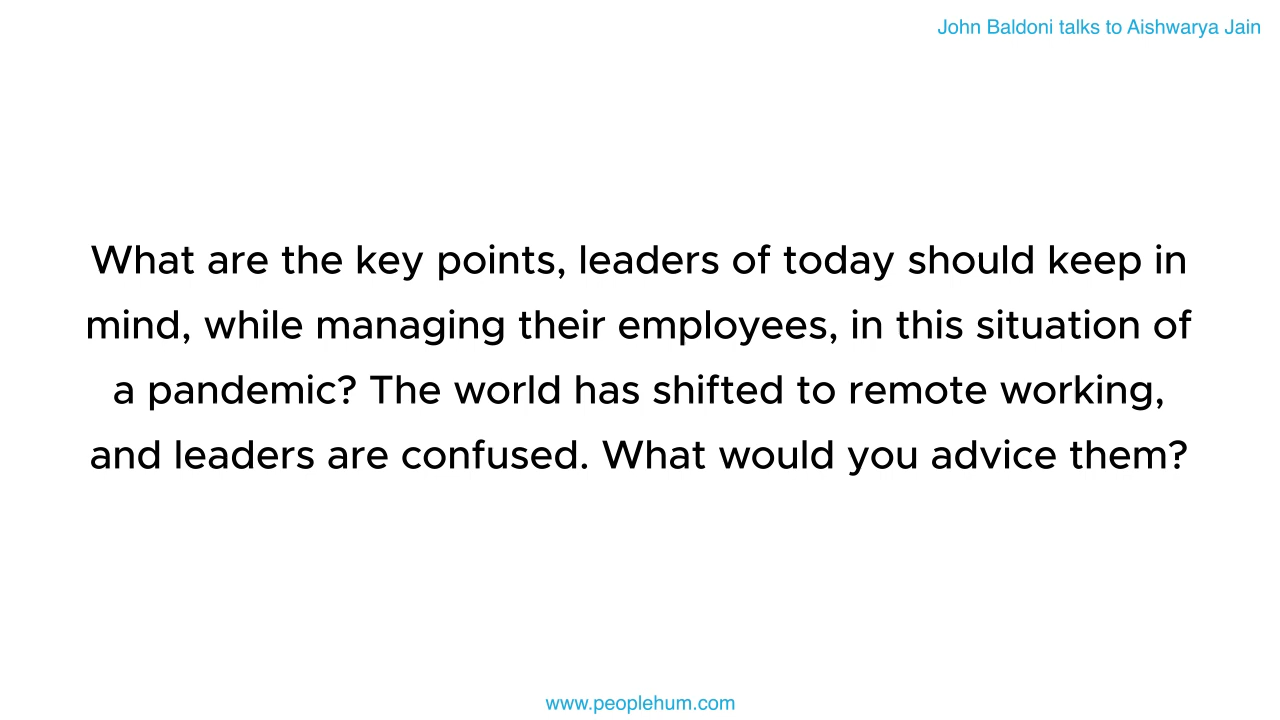 John Baldoni talks to Aishwarya Jain
What are the key points, leaders of today should keep in
mind, while managing their employees, in this situation of
a pandemic? The world has shifted to remote working,
and leaders are confused. What would you advice them?
www.peoplehum.com